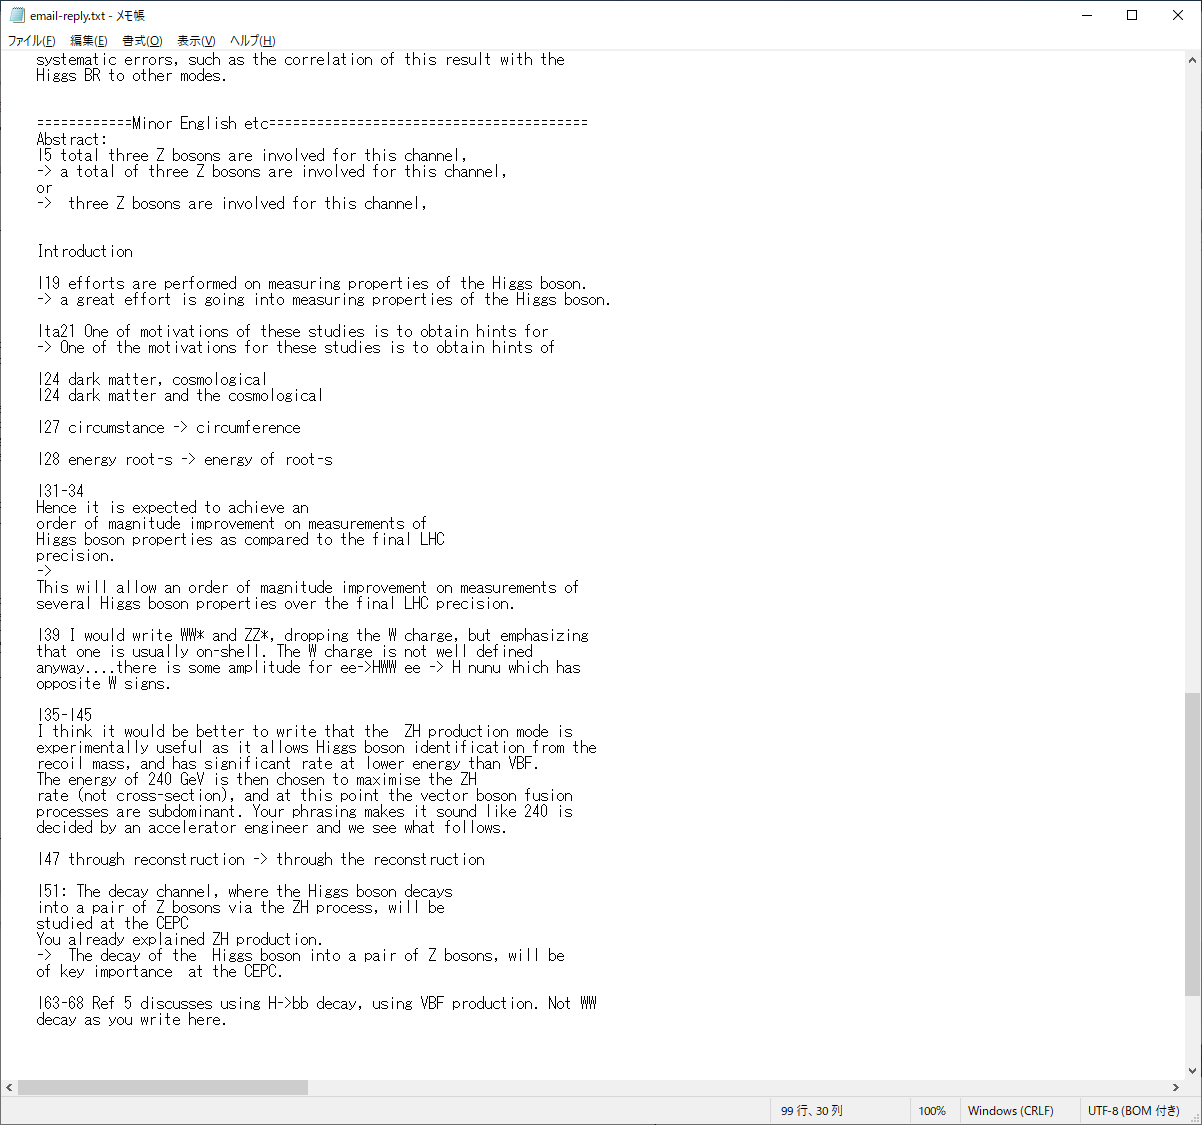 email-reply.txt - メモ帳
ファイル(F) 編集(E) 書式(O) 表示(V) ヘルプ(H)
systematic errors, such as the correlation of this result with the
Higgs BR to other modes.
============Minor English etc========================================
Abstract:
l5 total three Z bosons are involved for this channel,
-> a total of three Z bosons are involved for this channel,
or
->  three Z bosons are involved for this channel,
Introduction
l19 efforts are performed on measuring properties of the Higgs boson.
-> a great effort is going into measuring properties of the Higgs boson.
lta21 One of motivations of these studies is to obtain hints for
-> One of the motivations for these studies is to obtain hints of
l24 dark matter, cosmological
l24 dark matter and the cosmological
l27 circumstance -> circumference
l28 energy root-s -> energy of root-s
l31-34
Hence it is expected to achieve an
order of magnitude improvement on measurements of
Higgs boson properties as compared to the final LHC
precision.
->
This will allow an order of magnitude improvement on measurements of
several Higgs boson properties over the final LHC precision.
l39 I would write WW* and ZZ*, dropping the W charge, but emphasizing
that one is usually on-shell. The W charge is not well defined
anyway....there is some amplitude for ee->HWW ee -> H nunu which has
opposite W signs.
l35-l45
I think it would be better to write that the  ZH production mode is
experimentally useful as it allows Higgs boson identification from the
recoil mass, and has significant rate at lower energy than VBF.
The energy of 240 GeV is then chosen to maximise the ZH
rate (not cross-section), and at this point the vector boson fusion
processes are subdominant. Your phrasing makes it sound like 240 is
decided by an accelerator engineer and we see what follows.
l47 through reconstruction -> through the reconstruction
l51: The decay channel, where the Higgs boson decays
into a pair of Z bosons via the ZH process, will be
studied at the CEPC
You already explained ZH production.
->  The decay of the  Higgs boson into a pair of Z bosons, will be
of key importance  at the CEPC.
l63-68 Ref 5 discusses using H->bb decay, using VBF production. Not WW
decay as you write here.
99 行、30 列 100% Windows (CRLF) UTF-8 (BOM 付き)